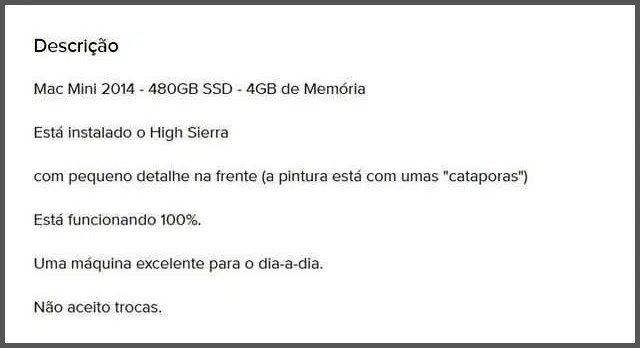 Descrição
Mac Mini 2014 - 480GB SSD - 4GB de Memória
Está instalado o High Sierra
com pequeno detalhe na frente (a pintura está com umas "cataporas")
Está funcionando 100%.
Uma máquina excelente para o dia-a-dia.
Não aceito trocas.